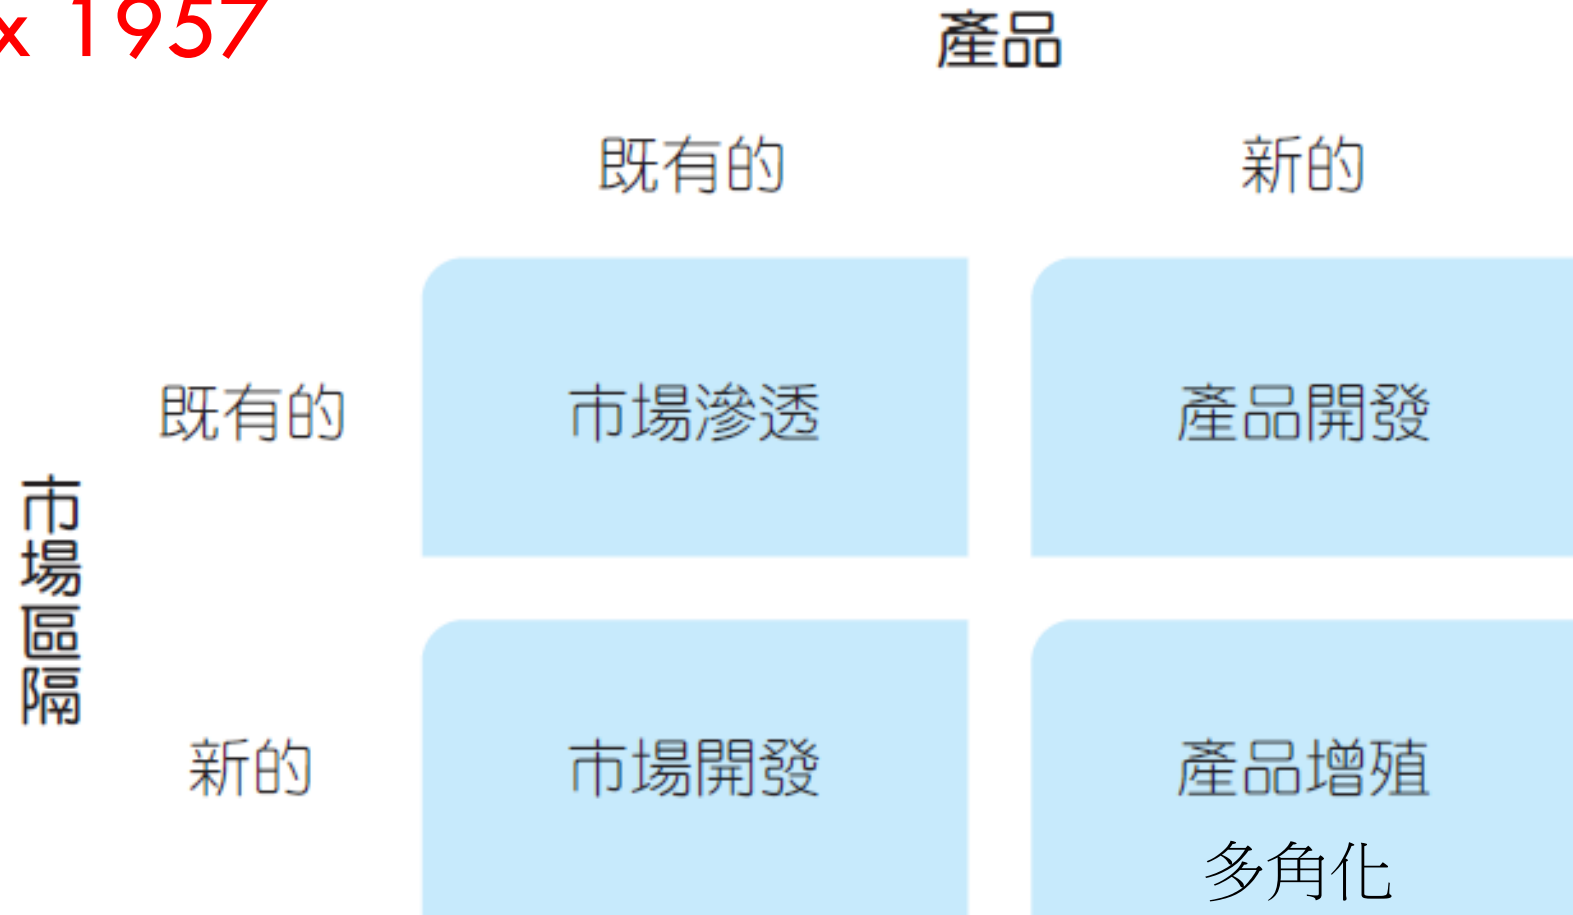 x 1957
產品
既有的 新的
市場區隔
既有的 市場滲透 產品開發
新的 市場開發 產品增殖
多角化